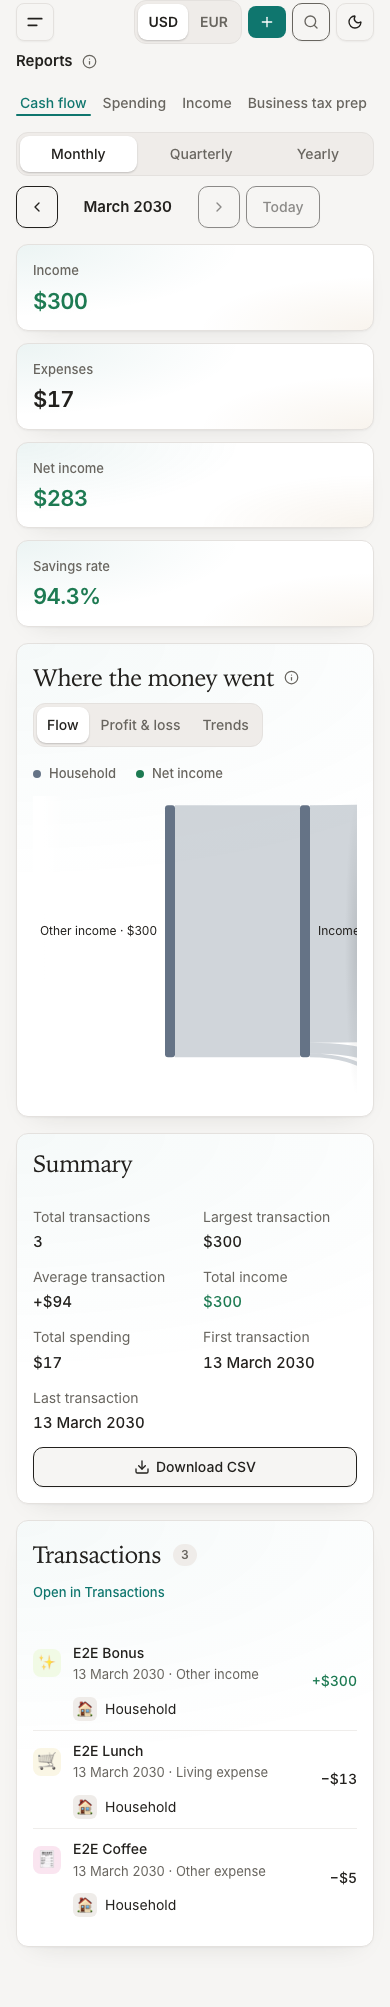 USD EUR
Reports
Cash flow Spending Income Business tax prep
Monthly Quarterly Yearly
March 2030 Today
Income
$300
Expenses
$17
Net income
$283
Savings rate
94.3%
Where the money went
Flow Profit & loss Trends
Household Net income
Other income · $300 Income
Summary
Total transactions Largest transaction
3 $300
Average transaction Total income
+$94 $300
Total spending First transaction
$17 13 March 2030
Last transaction
13 March 2030
Download CSV
Transactions 3
Open in Transactions
E2E Bonus
13 March 2030 · Other income
+$300
Household
E2E Lunch
13 March 2030 · Living expense
−$13
Household
E2E Coffee
13 March 2030 · Other expense
−$5
Household